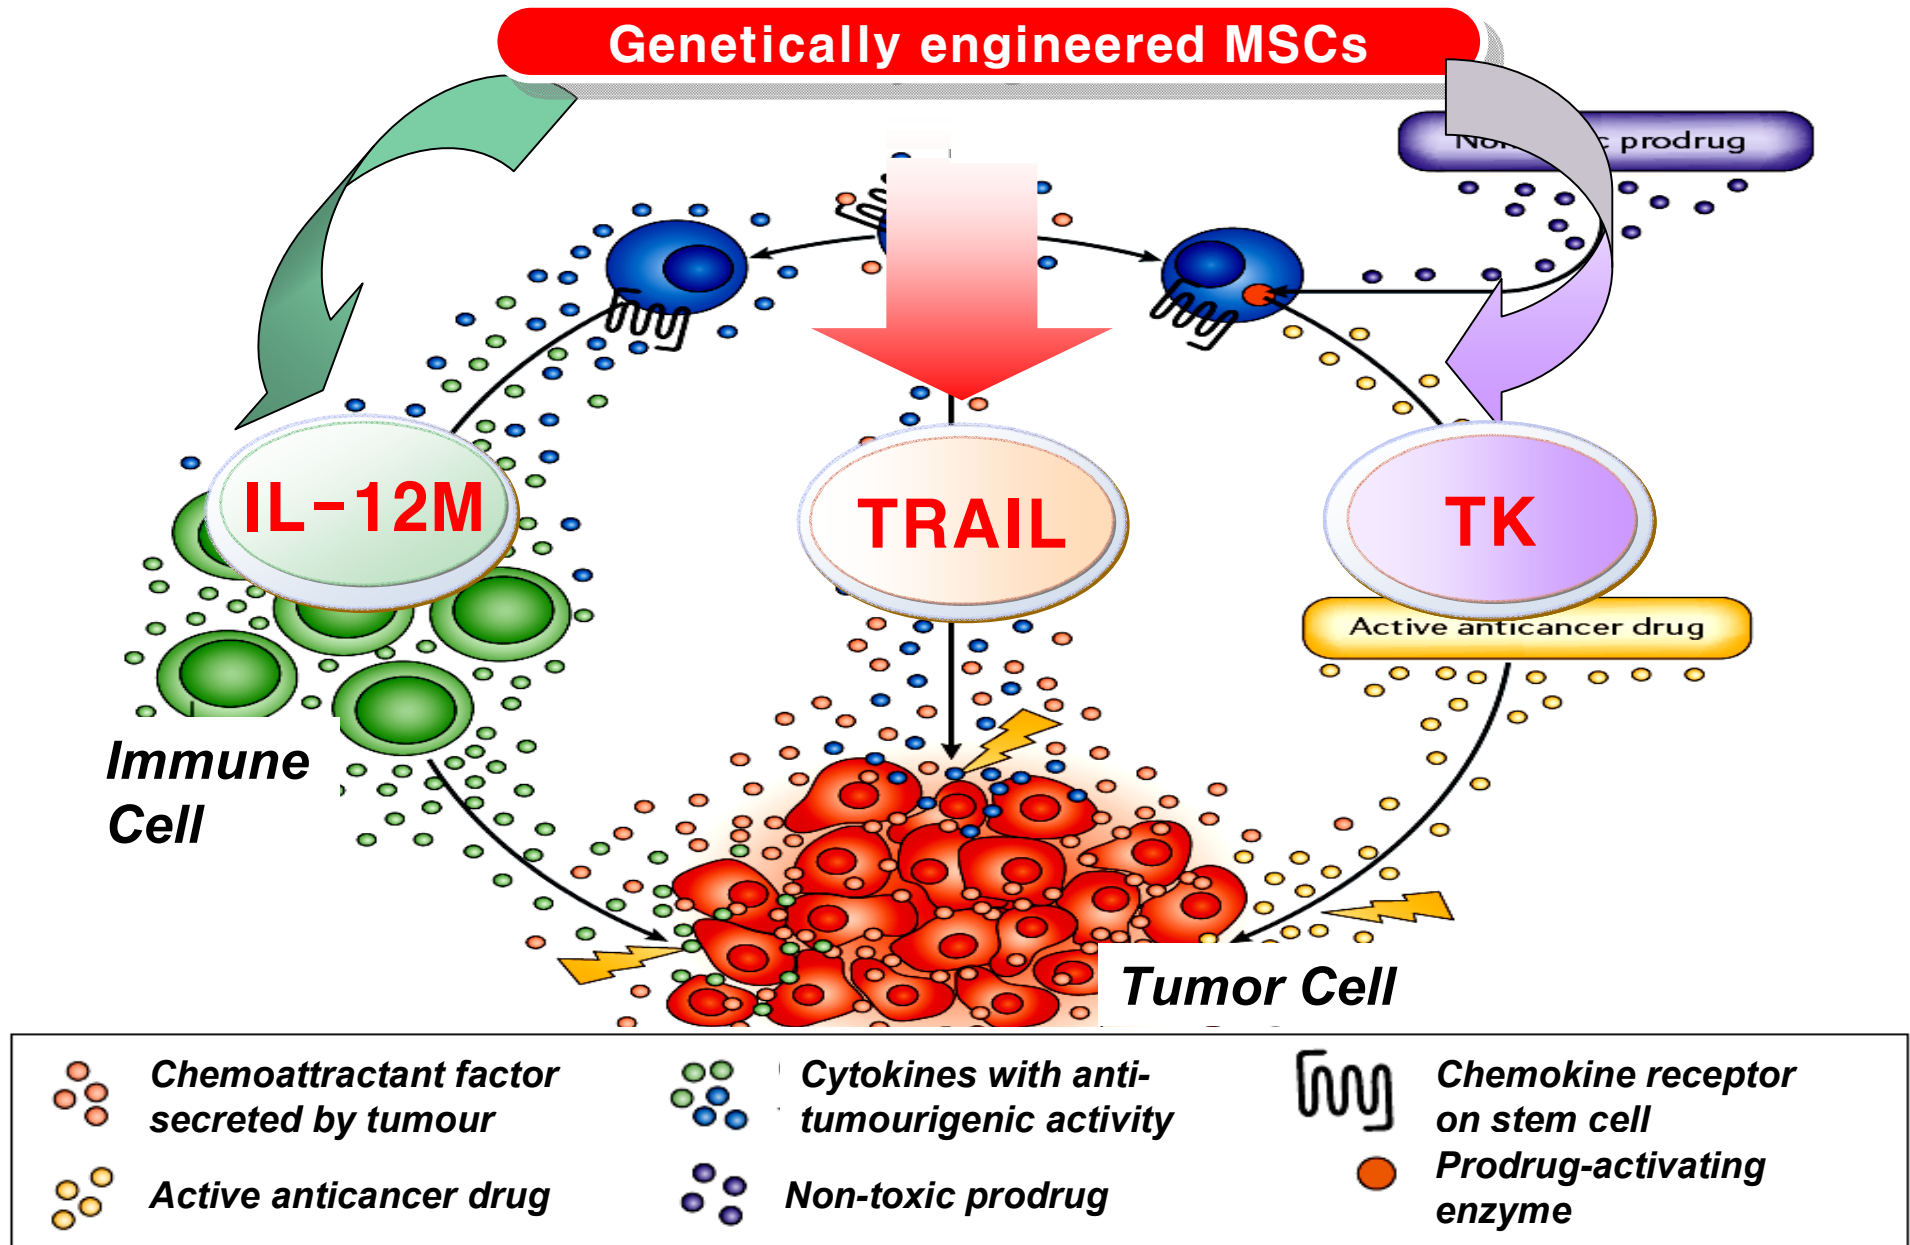 Genetically engineered MSCs
prodrug
IL-12M
TRAIL
TK
Active anticancer drug
Immune
Cell
Tumor Cell
Chemoattractant factor
secreted by tumour
Cytokines with anti-
tumourigenic activity
Chemokine receptor
on stem cell
Active anticancer drug
Non-toxic prodrug
Prodrug-activating
enzyme